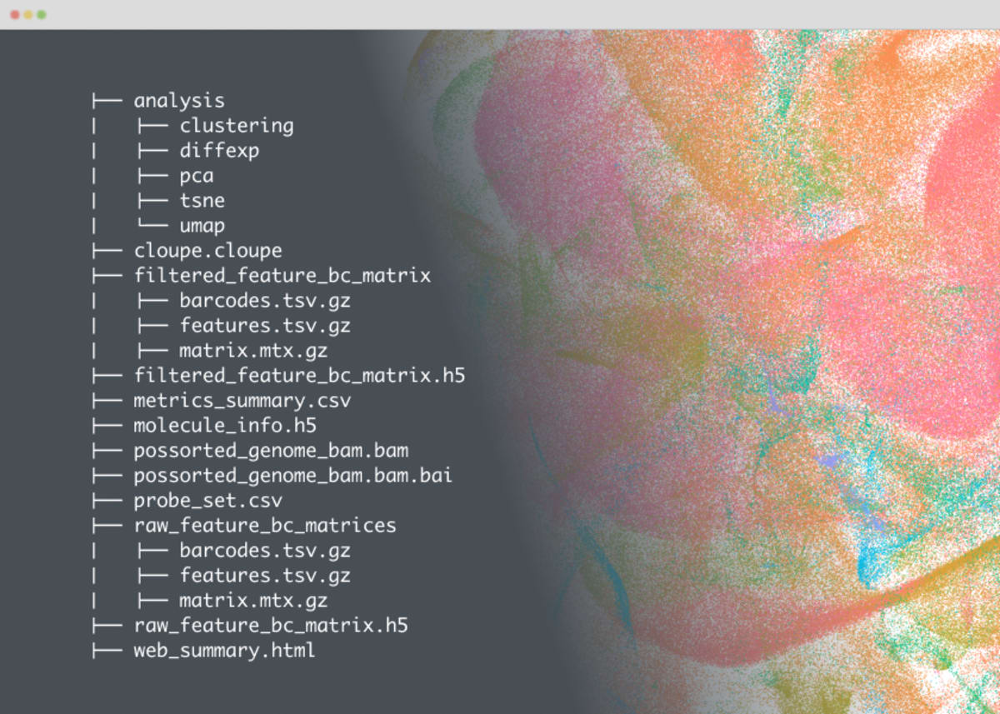 ├── analysis
|   ├── clustering
|   ├── diffexp
|   ├── pca
|   ├── tsne
|   └── umap
├── cloupe.cloupe
├── filtered_feature_bc_matrix
|   ├── barcodes.tsv.gz
|   ├── features.tsv.gz
|   ├── matrix.mtx.gz
├── filtered_feature_bc_matrix.h5
├── metrics_summary.csv
├── molecule_info.h5
├── possorted_genome_bam.bam
├── possorted_genome_bam.bam.bai
├── probe_set.csv
├── raw_feature_bc_matrices
|   ├── barcodes.tsv.gz
|   ├── features.tsv.gz
|   ├── matrix.mtx.gz
├── raw_feature_bc_matrix.h5
├── web_summary.html